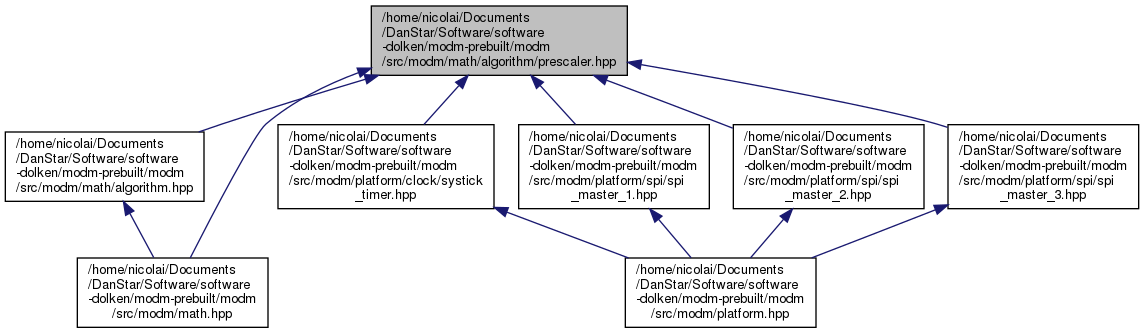 /home/nicolai/Documents
/DanStar/Software/software
-dolken/modm-prebuilt/modm
/src/modm/math/algorithm/prescaler.hpp
/home/nicolai/Documents
/DanStar/Software/software
-dolken/modm-prebuilt/modm
/src/modm/math/algorithm.hpp
/home/nicolai/Documents
/DanStar/Software/software
-dolken/modm-prebuilt/modm
/src/modm/platform/clock/systick
_timer.hpp
/home/nicolai/Documents
/DanStar/Software/software
-dolken/modm-prebuilt/modm
/src/modm/platform/spi/spi
_master_1.hpp
/home/nicolai/Documents
/DanStar/Software/software
-dolken/modm-prebuilt/modm
/src/modm/platform/spi/spi
_master_2.hpp
/home/nicolai/Documents
/DanStar/Software/software
-dolken/modm-prebuilt/modm
/src/modm/platform/spi/spi
_master_3.hpp
/home/nicolai/Documents
/DanStar/Software/software
-dolken/modm-prebuilt/modm
/src/modm/math.hpp
/home/nicolai/Documents
/DanStar/Software/software
-dolken/modm-prebuilt/modm
/src/modm/platform.hpp